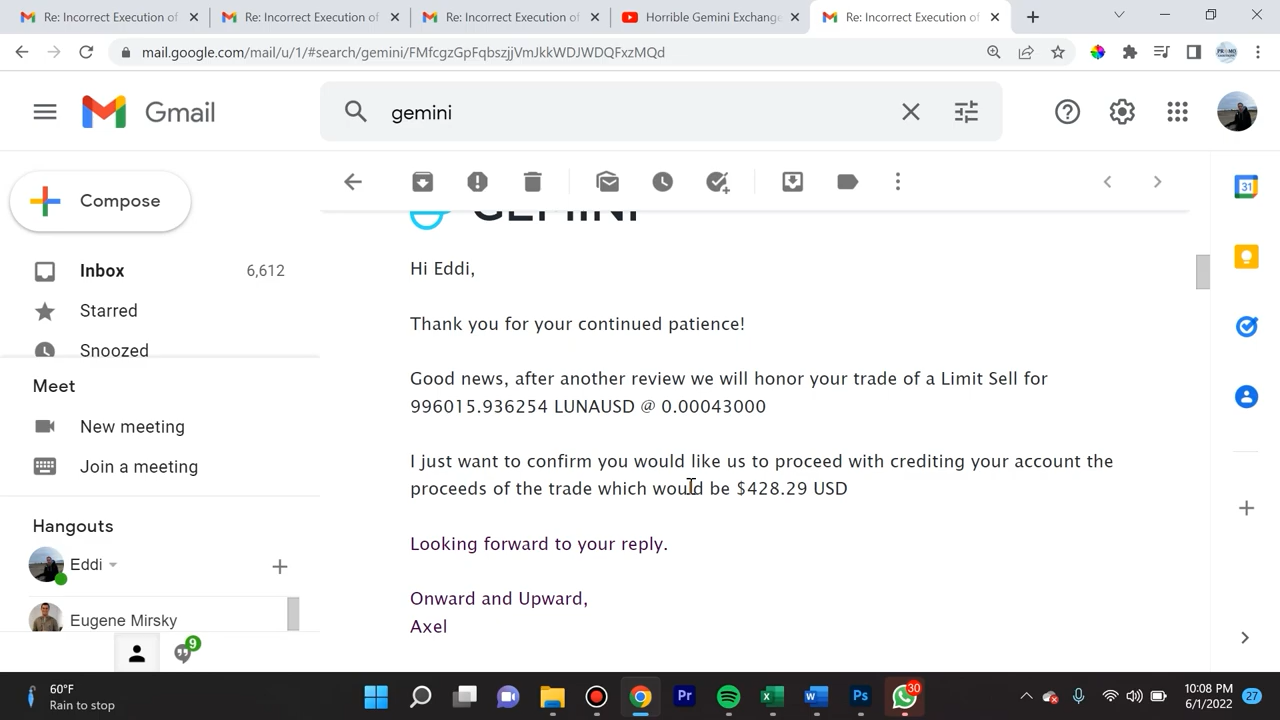 Re: Incorrect Execution of
Re: Incorrect Execution of
Re: Incorrect Execution of
Horrible Gemini Exchang
Re: Incorrect Execution of
mail.google.com/mail/u/1/#search/gemini/FMfcgzGpFqbszjjVmJkkWDJWDQFxzMQd
Gmail
gemini
Compose
Inbox 6,612
Starred
Snoozed
Meet
New meeting
Join a meeting
Hangouts
Eddi
Eugene Mirsky
9
31
GEMINI
Hi Eddi,
Thank you for your continued patience!
Good news, after another review we will honor your trade of a Limit Sell for
996015.936254 LUNAUSD @ 0.00043000
I just want to confirm you would like us to proceed with crediting your account the
proceeds of the trade which would be $428.29 USD
Looking forward to your reply.
Onward and Upward,
Axel
60°F
Rain to stop
Pr
30
10:08 PM
6/1/2022
27